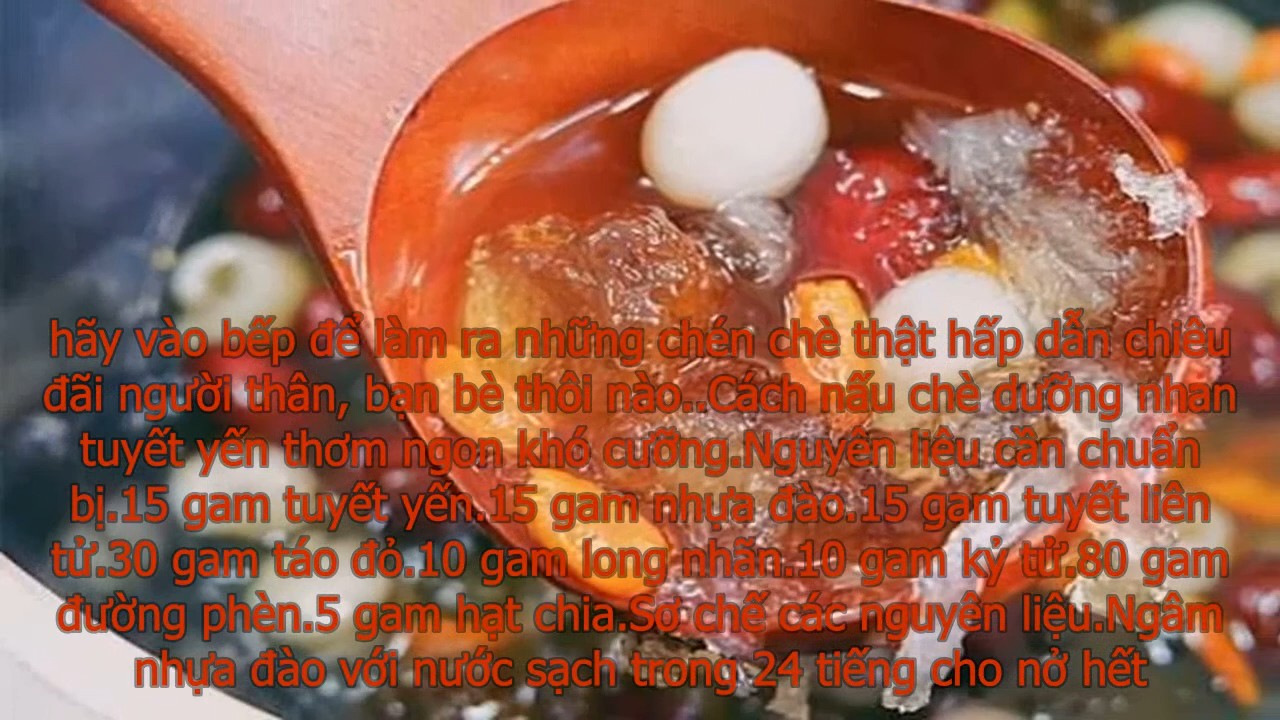 hãy vào bếp để làm ra những chén chè thật hấp dẫn chiêu
đãi người thân, bạn bè thôi nào..Cách nấu chè dưỡng nhan
tuyết yến thơm ngon khó cưỡng.Nguyên liệu cần chuẩn
bị.15 gam tuyết yến.15 gam nhựa đào.15 gam tuyết liên
tử.30 gam táo đỏ.10 gam long nhãn.10 gam kỷ tử.80 gam
đường phèn.5 gam hạt chia.Sơ chế các nguyên liệu.Ngâm
nhựa đào với nước sạch trong 24 tiếng cho nở hết